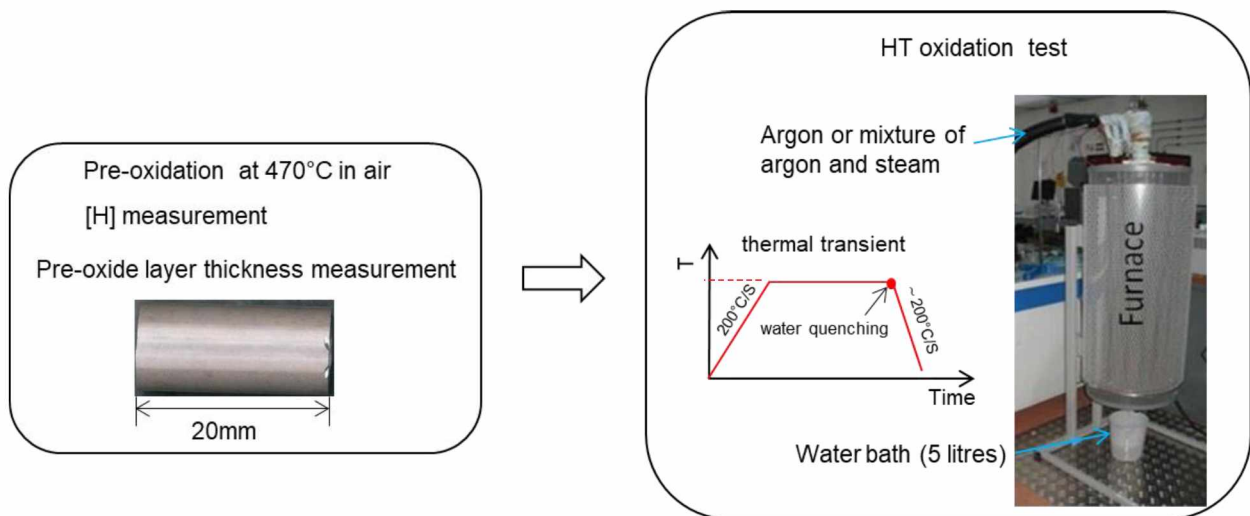 Pre-oxidation at 470°C in air
[H] measurement
Pre-oxide layer thickness measurement
20mm
HT oxidation test
Argon or mixture of
argon and steam
thermal transient
T
200°C/S
water quenching
~ 200°C/S
Time
Furnace
Water bath (5 litres)